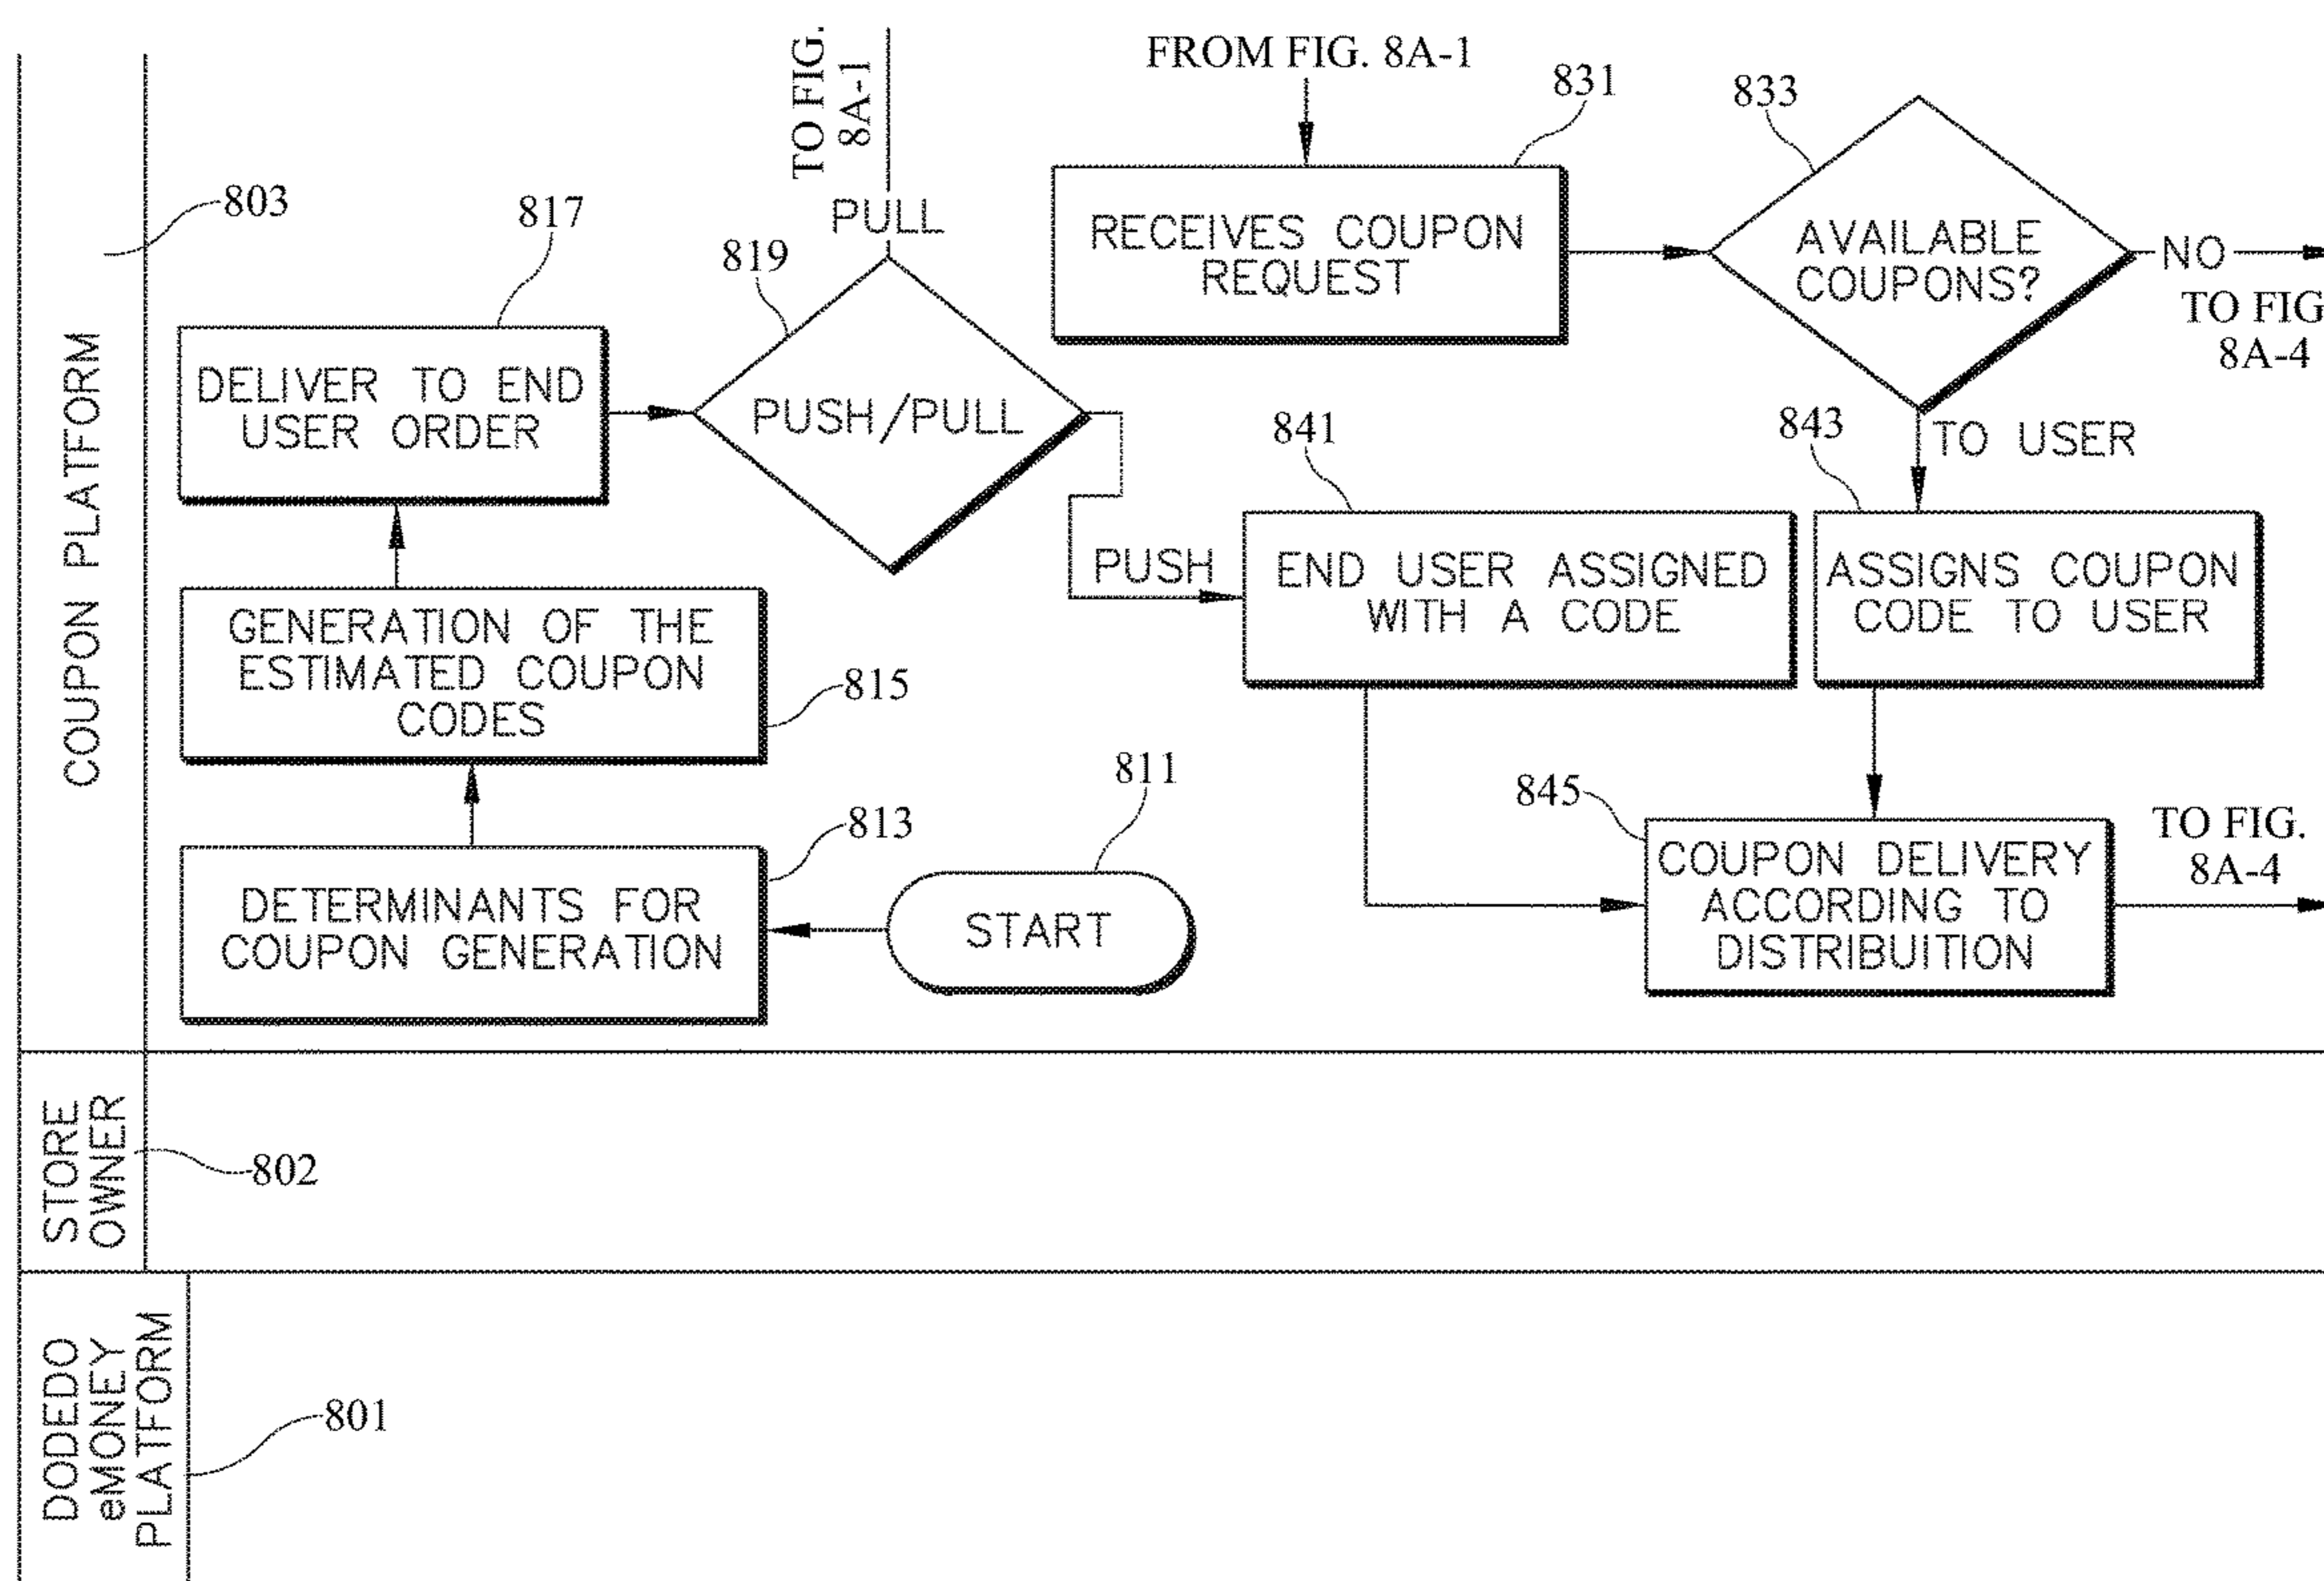 TO FIG.
8A-1
FROM FIG. 8A-1
831
833
803
817
819
PULL
RECEIVES COUPON
REQUEST
AVAILABLE
COUPONS?
NO
TO FIG
8A-4
COUPON PLATFORM
DELIVER TO END
USER ORDER
PUSH/PULL
841
843
TO USER
PUSH
END USER ASSIGNED
WITH A CODE
ASSIGNS COUPON
CODE TO USER
GENERATION OF THE
ESTIMATED COUPON
CODES
815
811
845
813
TO FIG.
8A-4
DETERMINANTS FOR
COUPON GENERATION
START
COUPON DELIVERY
ACCORDING TO
DISTRIBUITION
STORE
OWNER
802
DODEDO
eMONEY
PLATFORM
801